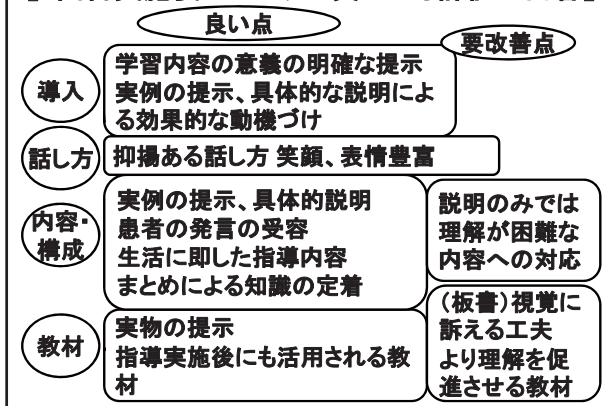 良い点
要改善点
導入
学習内容の意義の明確な提示
実例の提示、具体的な説明によ
る効果的な動機づけ
話し方
抑揚ある話し方 笑顔、表情豊富
内容・
構成
実例の提示、具体的説明
患者の発言の受容
生活に即した指導内容
まとめによる知識の定着
説明のみでは
理解が困難な
内容への対応
教材
実物の提示
指導実施後にも活用される教
材
(板書)視覚に
訴える工夫
より理解を促
進させる教材